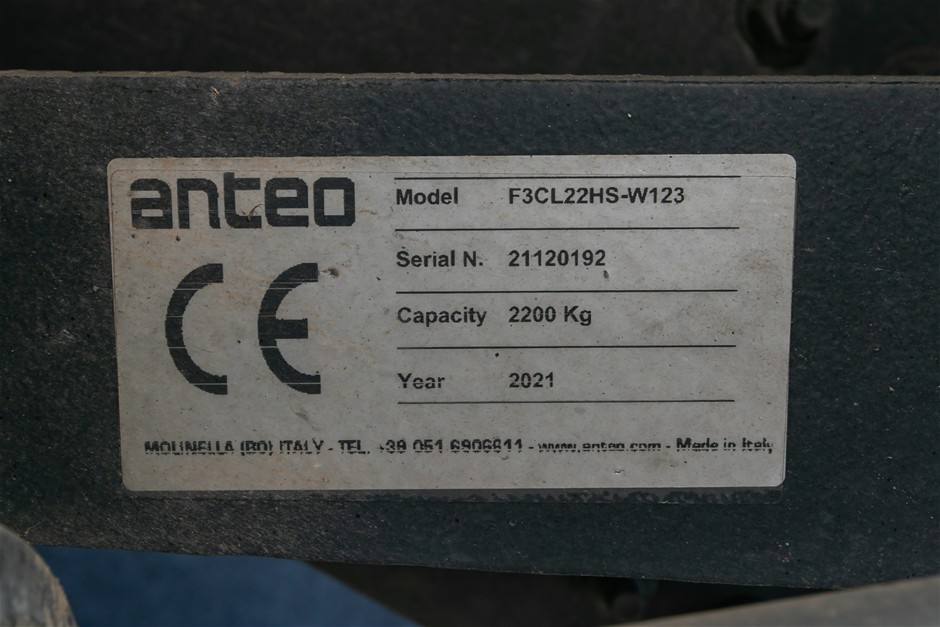 anteo
CE
Model F3CL22HS-W123
Serial N. 21120192
Capacity 2200 Kg
Year 2021
MOLINELLA (BO) ITALY - TEL. +39 051 6906611 - www.anteo.com - Made in Italy